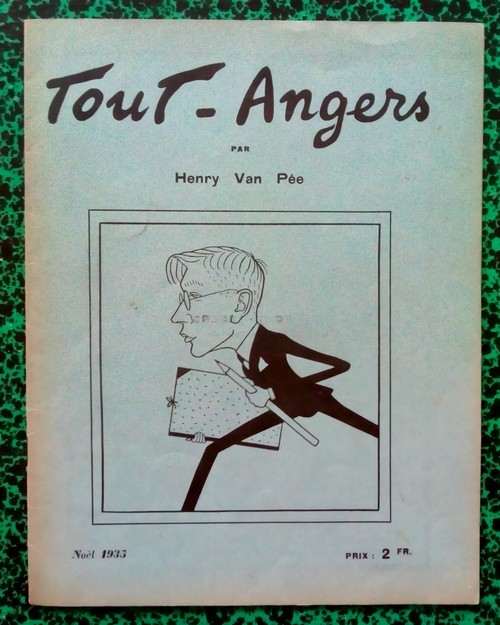 TouT - Angers
PAR
Henry Van Pée
Noël 1935
PRIX : 2 FR.